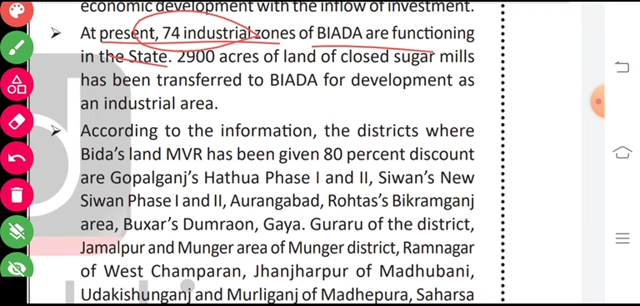 economic development with the inflow of investment.
➤ At present, 74 industrial zones of BIADA are functioning
in the State. 2900 acres of land of closed sugar mills
has been transferred to BIADA for development as
an industrial area.
➤ According to the information, the districts where
Bida's land MVR has been given 80 percent discount
are Gopalganj's Hathua Phase I and II, Siwan's New
Siwan Phase I and II, Aurangabad, Rohtas's Bikramganj
area, Buxar's Dumraon, Gaya. Guraru of the district,
Jamalpur and Munger area of Munger district, Ramnagar
of West Champaran, Jhanjharpur of Madhubani,
Udakishunganj and Murliganj of Madhepura, Saharsa